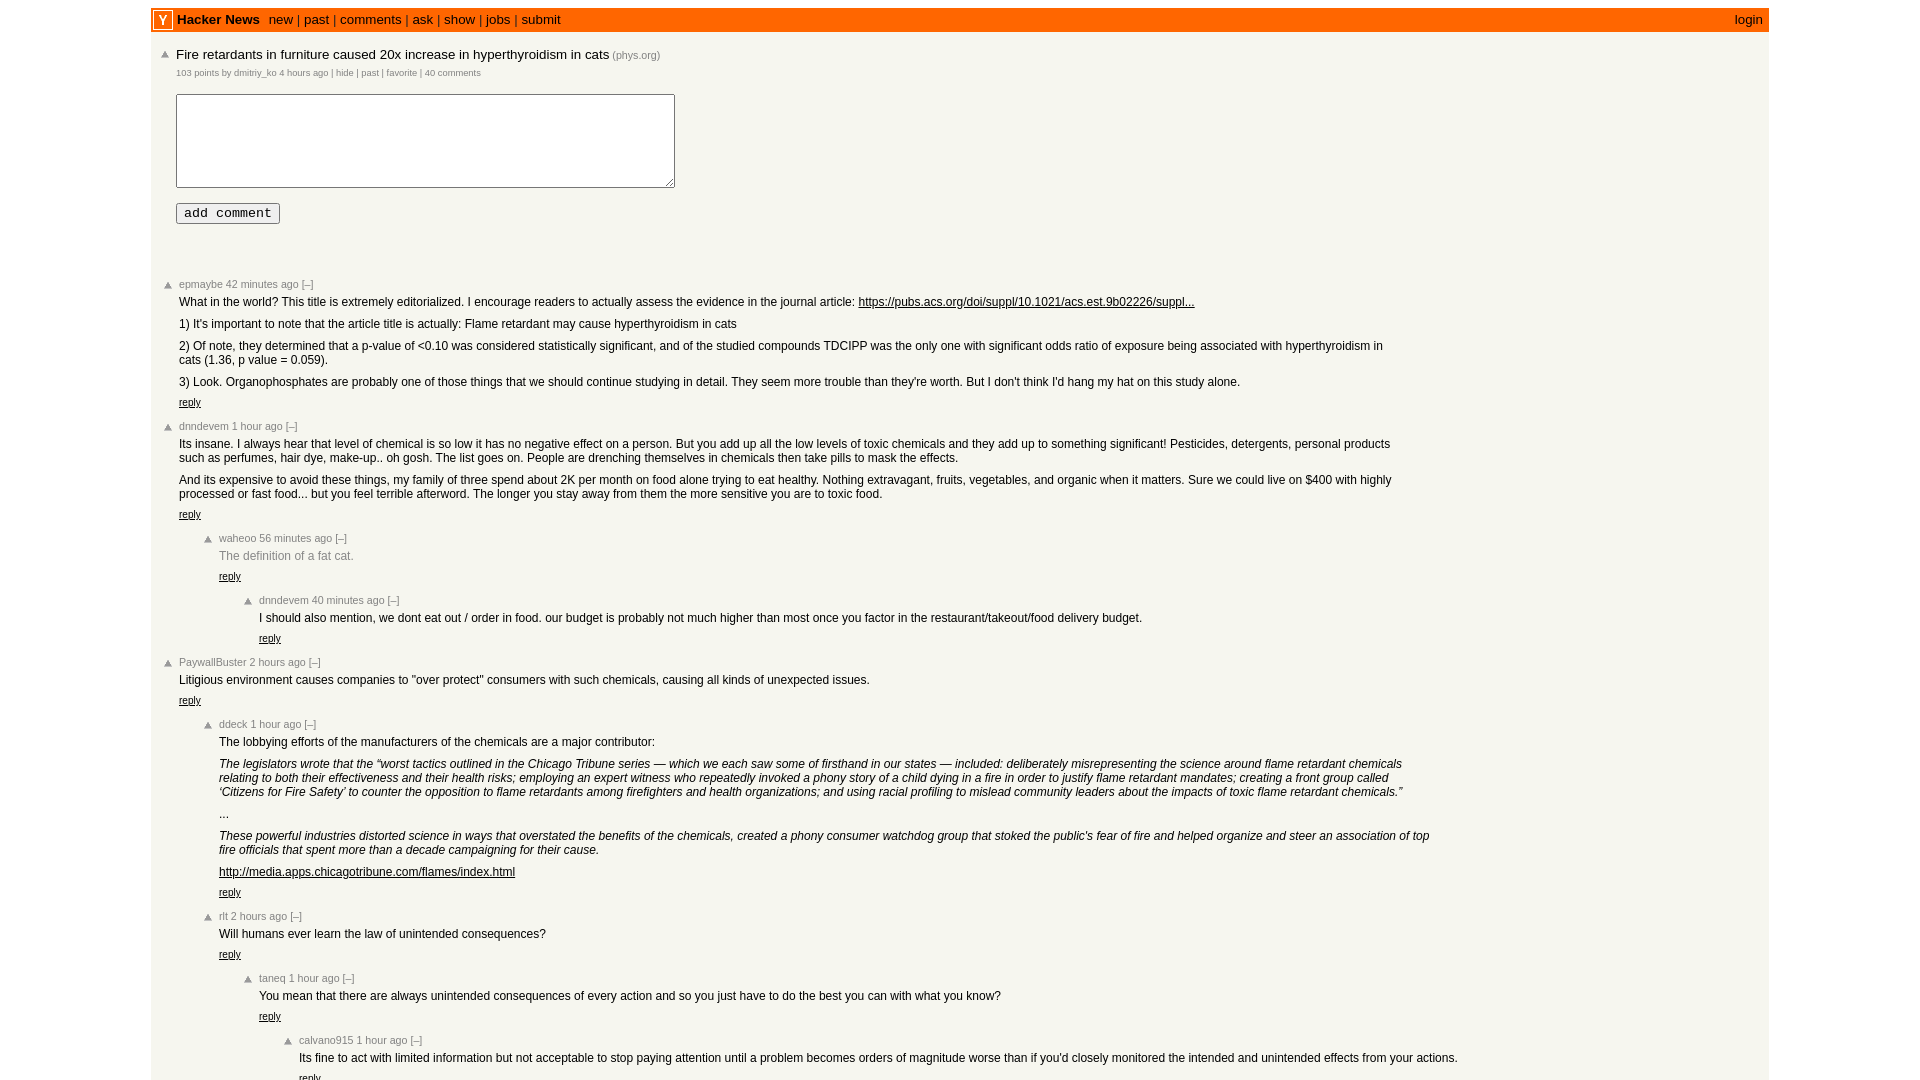 Y Hacker News new | past | comments | ask | show | jobs | submit login
Fire retardants in furniture caused 20x increase in hyperthyroidism in cats (phys.org)
103 points by dmitriy_ko 4 hours ago | hide | past | favorite | 40 comments
add comment
epmaybe 42 minutes ago [–]
What in the world? This title is extremely editorialized. I encourage readers to actually assess the evidence in the journal article: https://pubs.acs.org/doi/suppl/10.1021/acs.est.9b02226/suppl...
1) It's important to note that the article title is actually: Flame retardant may cause hyperthyroidism in cats
2) Of note, they determined that a p-value of <0.10 was considered statistically significant, and of the studied compounds TDCIPP was the only one with significant odds ratio of exposure being associated with hyperthyroidism in
cats (1.36, p value = 0.059).
3) Look. Organophosphates are probably one of those things that we should continue studying in detail. They seem more trouble than they're worth. But I don't think I'd hang my hat on this study alone.
reply
dnndevem 1 hour ago [–]
Its insane. I always hear that level of chemical is so low it has no negative effect on a person. But you add up all the low levels of toxic chemicals and they add up to something significant! Pesticides, detergents, personal products
such as perfumes, hair dye, make-up.. oh gosh. The list goes on. People are drenching themselves in chemicals then take pills to mask the effects.
And its expensive to avoid these things, my family of three spend about 2K per month on food alone trying to eat healthy. Nothing extravagant, fruits, vegetables, and organic when it matters. Sure we could live on $400 with highly
processed or fast food... but you feel terrible afterword. The longer you stay away from them the more sensitive you are to toxic food.
reply
waheoo 56 minutes ago [–]
The definition of a fat cat.
reply
dnndevem 40 minutes ago [–]
I should also mention, we dont eat out / order in food. our budget is probably not much higher than most once you factor in the restaurant/takeout/food delivery budget.
reply
PaywallBuster 2 hours ago [–]
Litigious environment causes companies to "over protect" consumers with such chemicals, causing all kinds of unexpected issues.
reply
ddeck 1 hour ago [–]
The lobbying efforts of the manufacturers of the chemicals are a major contributor:
The legislators wrote that the “worst tactics outlined in the Chicago Tribune series — which we each saw some of firsthand in our states — included: deliberately misrepresenting the science around flame retardant chemicals
relating to both their effectiveness and their health risks; employing an expert witness who repeatedly invoked a phony story of a child dying in a fire in order to justify flame retardant mandates; creating a front group called
‘Citizens for Fire Safety’ to counter the opposition to flame retardants among firefighters and health organizations; and using racial profiling to mislead community leaders about the impacts of toxic flame retardant chemicals.”
...
These powerful industries distorted science in ways that overstated the benefits of the chemicals, created a phony consumer watchdog group that stoked the public's fear of fire and helped organize and steer an association of top
fire officials that spent more than a decade campaigning for their cause.
http://media.apps.chicagotribune.com/flames/index.html
reply
rlt 2 hours ago [–]
Will humans ever learn the law of unintended consequences?
reply
taneq 1 hour ago [–]
You mean that there are always unintended consequences of every action and so you just have to do the best you can with what you know?
reply
calvano915 1 hour ago [–]
Its fine to act with limited information but not acceptable to stop paying attention until a problem becomes orders of magnitude worse than if you'd closely monitored the intended and unintended effects from your actions.
reply